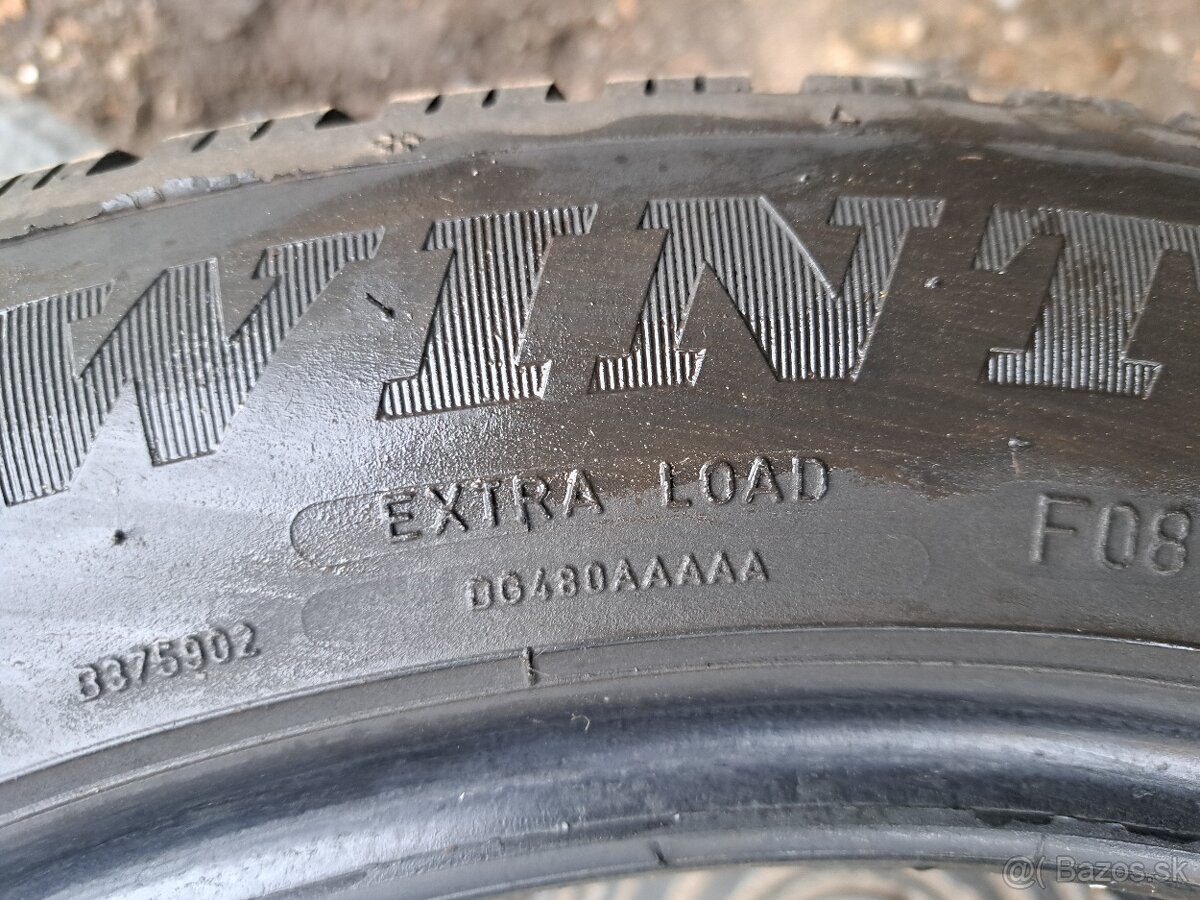 WINT
EXTRA LOAD
F08
DG480AAAAA
3375902
@( Bazos.sk